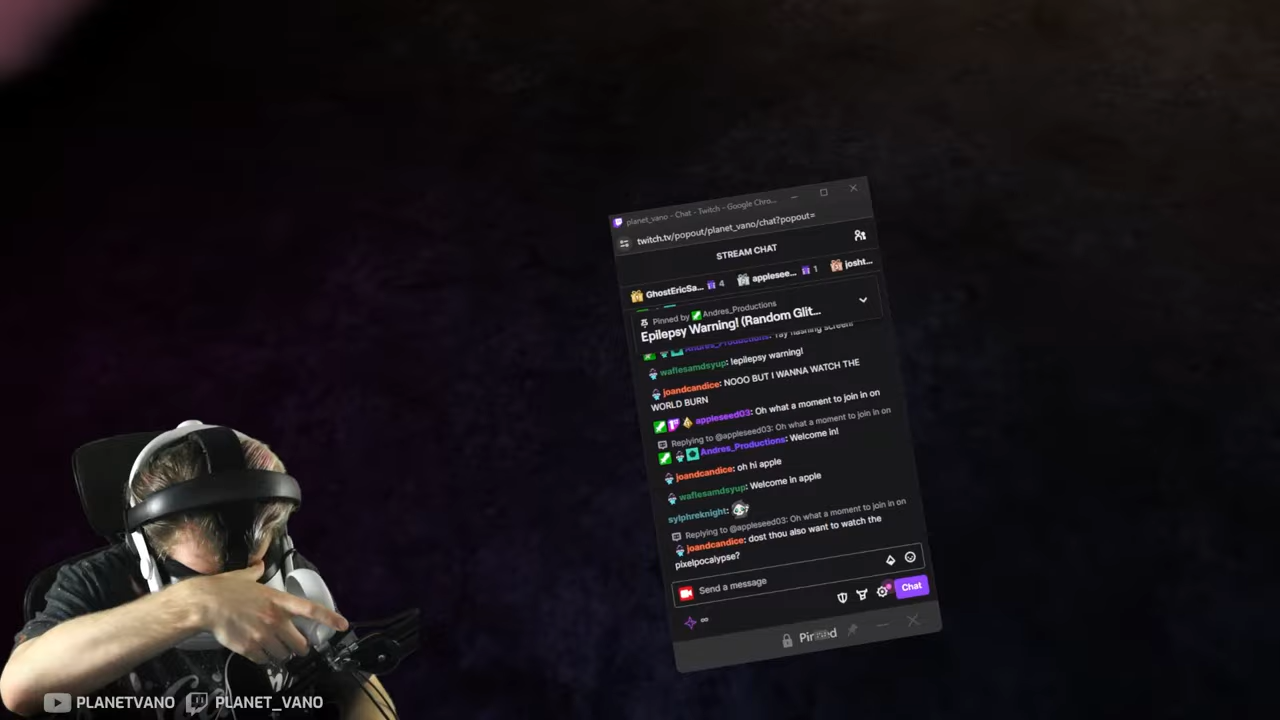 planet_vano - Chat - Twitch - Google Chro...
twitch.tv/popout/planet_vano/chat?popout=
STREAM CHAT
GhostEricSa... 4 applesee... 1 josht...
Pinned by Andres_Productions
Epilepsy Warning! (Random Glit...
Andres_Productions: Yay flashing screen!
waflesamdsyup: !epilepsy warning!
joandcandice: NOOO BUT I WANNA WATCH THE
WORLD BURN
appleseed03: Oh what a moment to join in on
Replying to @appleseed03: Oh what a moment to join in on
Andres_Productions: Welcome in!
joandcandice: oh hi apple
waflesamdsyup: Welcome in apple
sylphreknight:
Replying to @appleseed03: Oh what a moment to join in on
joandcandice: dost thou also want to watch the
pixelpocalypse?
Send a message
Chat
∞
PLANETVANO PLANET_VANO